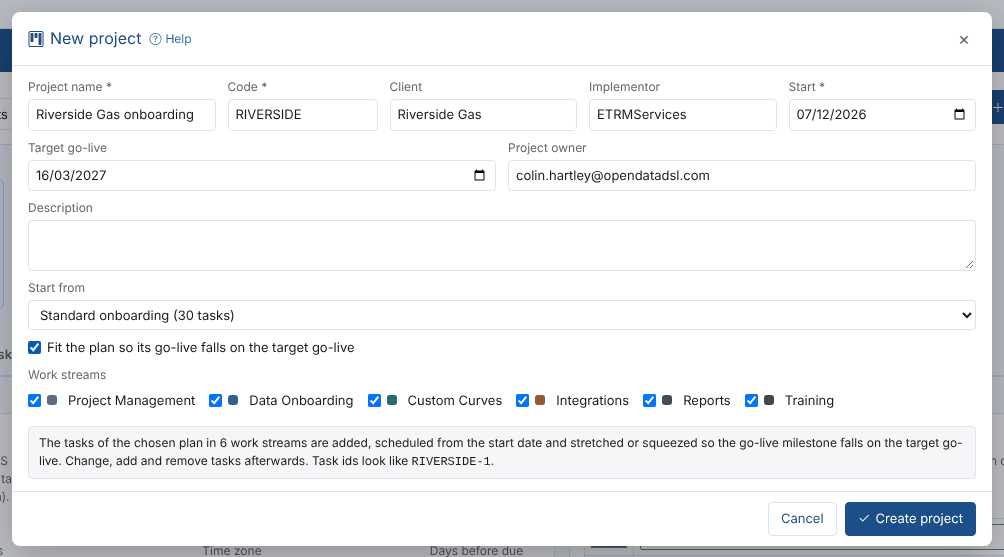 New project Help
Project name * Code * Client Implementor Start *
Riverside Gas onboarding RIVERSIDE Riverside Gas ETRMServices 07/12/2026
Target go-live Project owner
16/03/2027 colin.hartley@opendatadsl.com
Description
Start from
Standard onboarding (30 tasks)
Fit the plan so its go-live falls on the target go-live
Work streams
Project Management Data Onboarding Custom Curves Integrations Reports Training
The tasks of the chosen plan in 6 work streams are added, scheduled from the start date and stretched or squeezed so the go-live milestone falls on the target go-
live. Change, add and remove tasks afterwards. Task ids look like RIVERSIDE-1.
Cancel Create project
Time zone Days before due